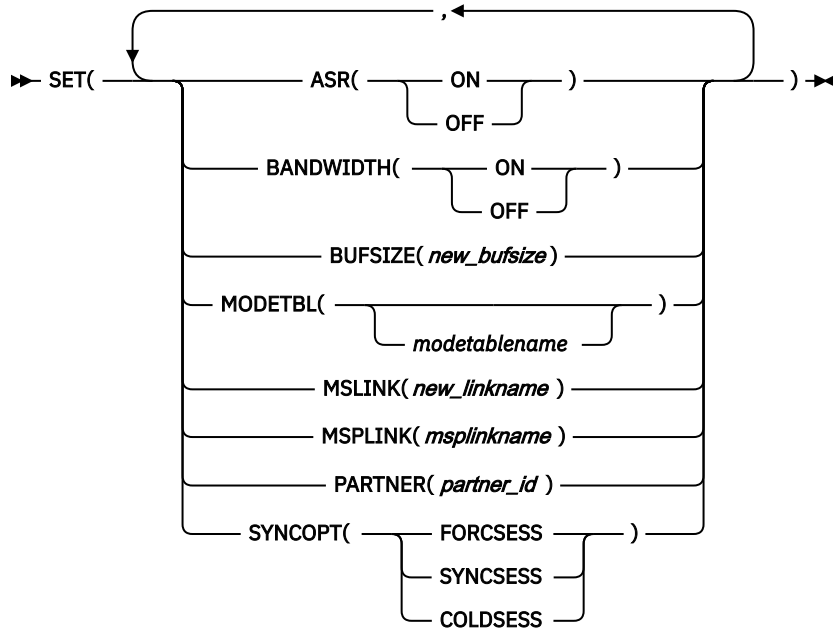 ,
SET( ASR( ON ) )
OFF
BANDWIDTH( ON )
OFF
BUFSIZE( new_bufsize )
MODETBL( )
modetablename
MSLINK( new_linkname )
MSPLINK( msplinkname )
PARTNER( partner_id )
SYNCOPT( FORCSESS )
SYNCSESS
COLDSESS